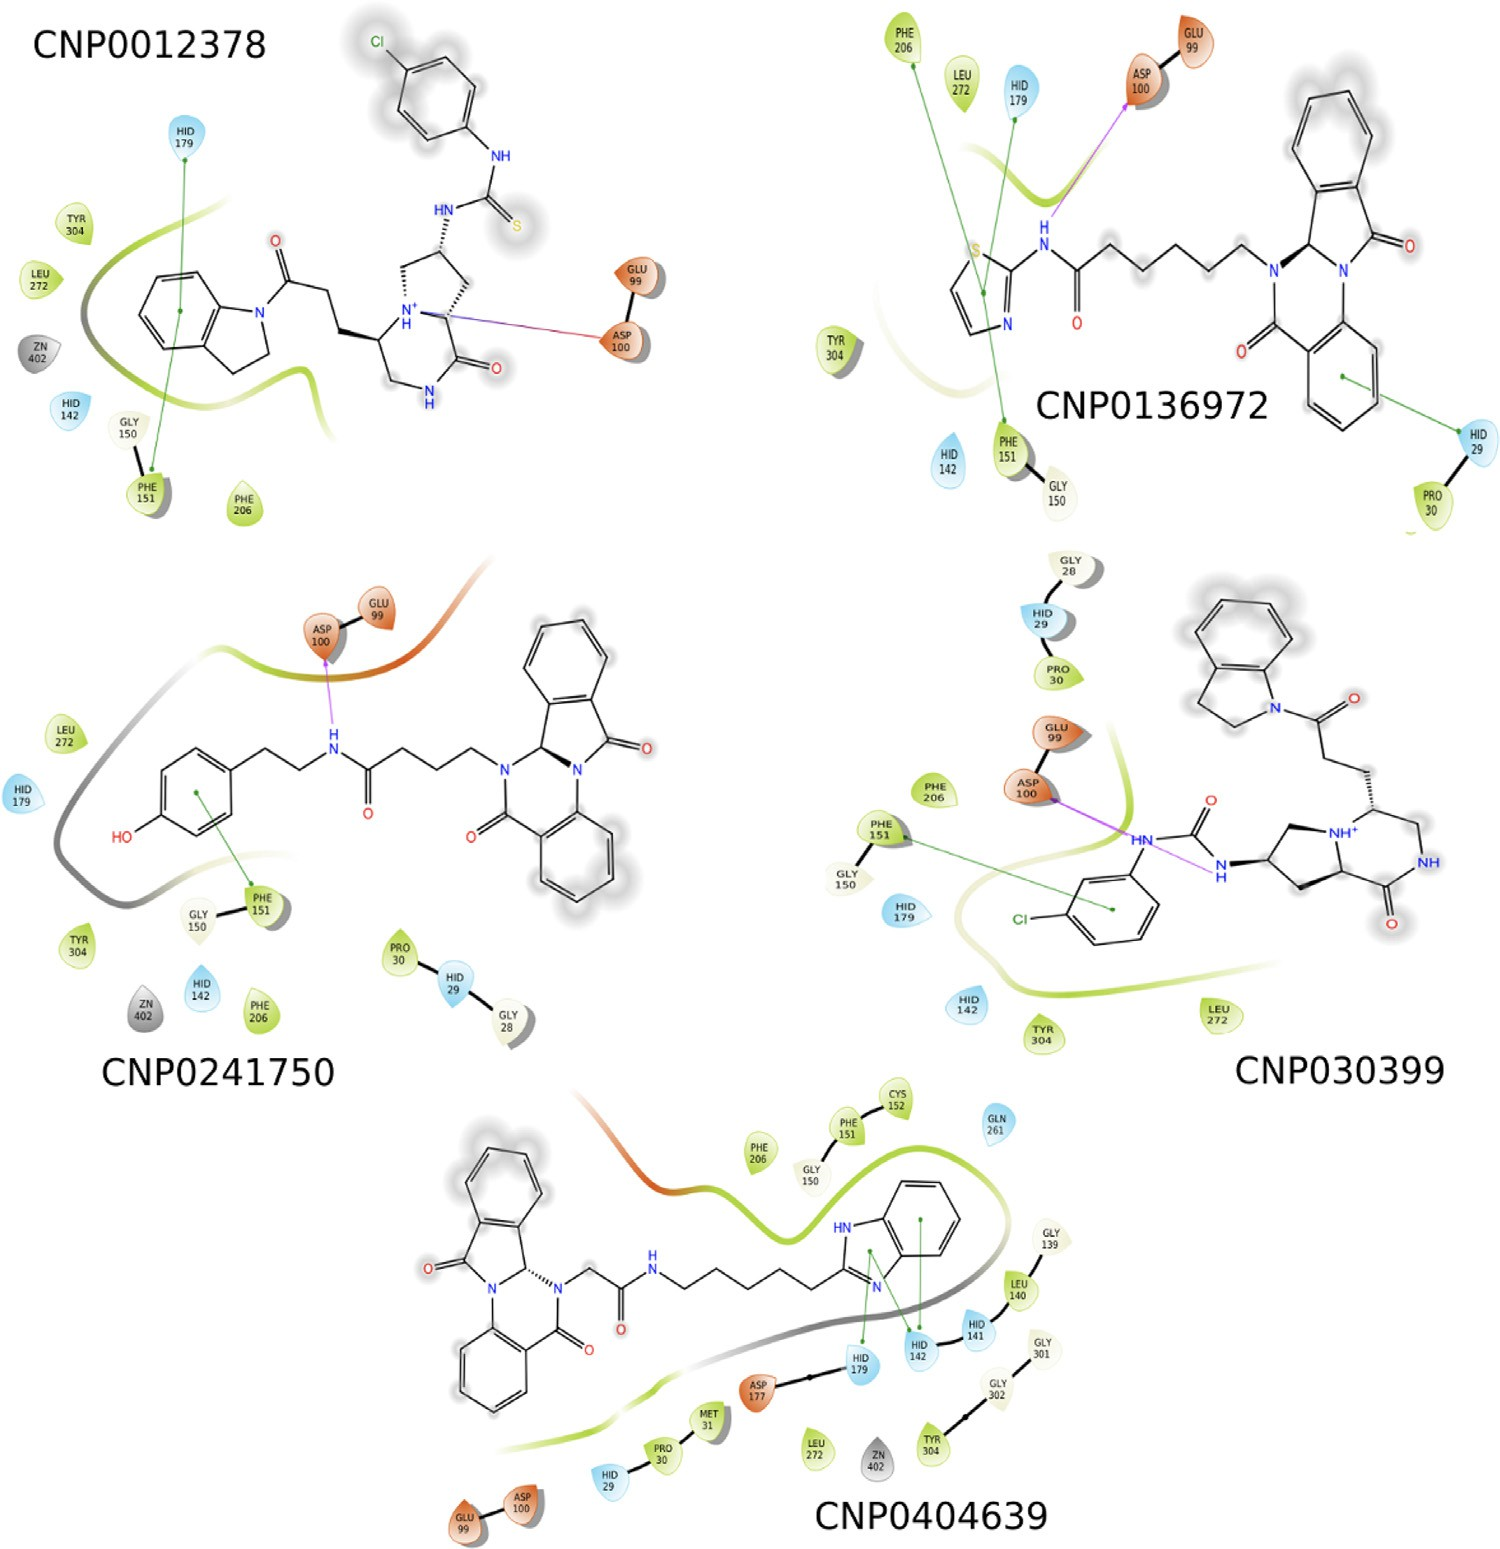 CNP0012378
Cl
NH
HN
S
HID
179
TYR
304
LEU
272
ZN
402
HID
142
GLY
150
PHE
151
PHE
206
O
N
N+
H
O
N
H
GLU
99
ASP
100
PHE
206
LEU
272
HID
179
ASP
100
GLU
99
S
N
H
N
O
N
N
O
O
TYR
304
CNP0136972
HID
142
PHE
151
GLY
150
HID
29
PRO
30
ASP
100
GLU
99
LEU
272
HID
179
HO
H
N
O
N
N
O
O
TYR
304
GLY
150
PHE
151
ZN
402
HID
142
PHE
206
PRO
30
HID
29
GLY
28
CNP0241750
GLY
28
HID
29
PRO
30
GLU
99
ASP
100
PHE
206
PHE
151
GLY
150
HID
179
N
O
O
HN
N
H
NH+
NH
O
Cl
HID
142
TYR
304
LEU
272
CNP030399
PHE
206
GLY
150
PHE
151
CYS
152
GLN
261
O
N
N
O
O
H
N
HN
N
GLY
139
LEU
140
HID
141
HID
142
HID
179
ASP
177
GLY
301
GLY
302
TYR
304
MET
31
PRO
30
HID
29
LEU
272
ZN
402
ASP
100
GLU
99
CNP0404639